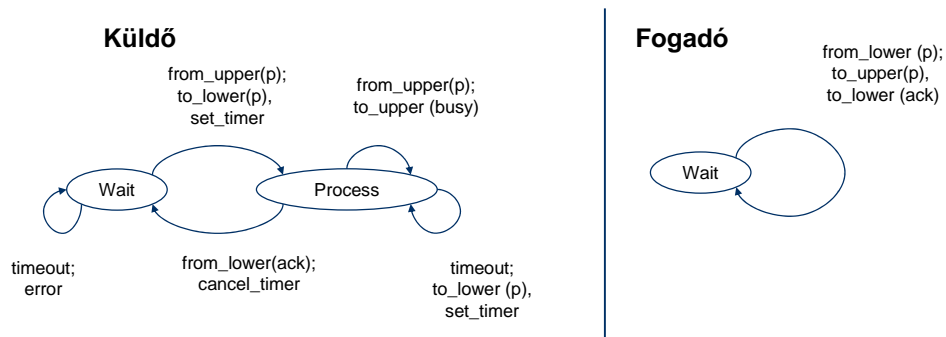 Küldő
from_upper(p);
to_lower(p),
set_timer
from_upper(p);
to_upper (busy)
Wait
Process
timeout;
error
from_lower(ack);
cancel_timer
timeout;
to_lower (p),
set_timer
Fogadó
from_lower (p);
to_upper(p),
to_lower (ack)
Wait